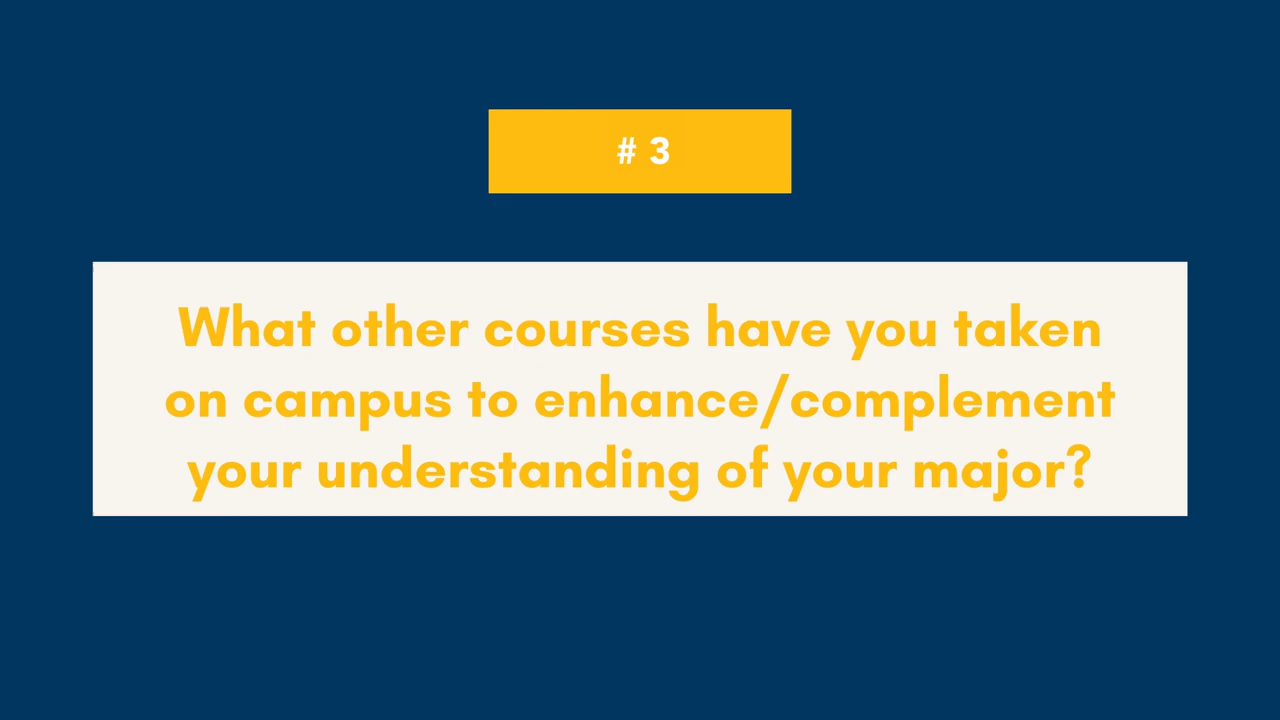 # 3
What other courses have you taken
on campus to enhance/complement
your understanding of your major?